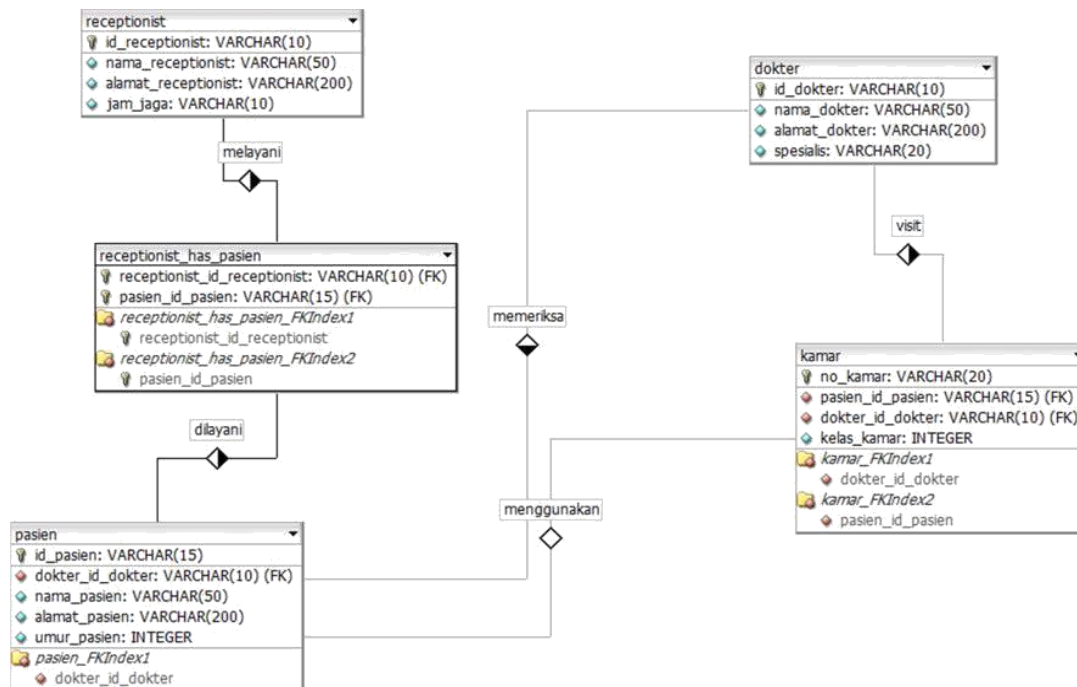 receptionist
id_receptionist: VARCHAR(10)
nama_receptionist: VARCHAR(50)
alamat_receptionist: VARCHAR(200)
jam_jaga: VARCHAR(10)
melayani
receptionist_has_pasien
receptionist_id_receptionist: VARCHAR(10) (FK)
pasien_id_pasien: VARCHAR(15) (FK)
receptionist_has_pasien_FKIndex1
receptionist_id_receptionist
receptionist_has_pasien_FKIndex2
pasien_id_pasien
dilayani
pasien
id_pasien: VARCHAR(15)
dokter_id_dokter: VARCHAR(10) (FK)
nama_pasien: VARCHAR(50)
alamat_pasien: VARCHAR(200)
umur_pasien: INTEGER
pasien_FKIndex1
dokter_id_dokter
memeriksa
menggunakan
dokter
id_dokter: VARCHAR(10)
nama_dokter: VARCHAR(50)
alamat_dokter: VARCHAR(200)
spesialis: VARCHAR(20)
visit
kamar
no_kamar: VARCHAR(20)
pasien_id_pasien: VARCHAR(15) (FK)
dokter_id_dokter: VARCHAR(10) (FK)
kelas_kamar: INTEGER
kamar_FKIndex1
dokter_id_dokter
kamar_FKIndex2
pasien_id_pasien